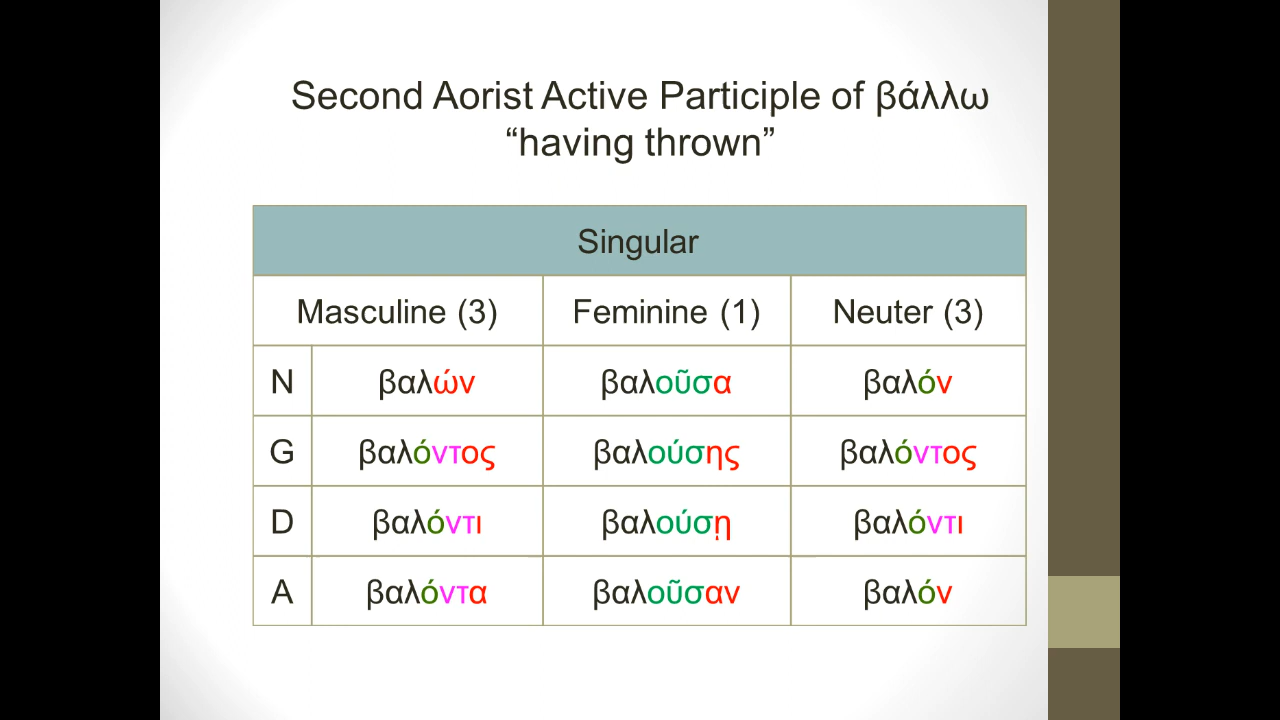 Second Aorist Active Participle of βάλλω
“having thrown”
Singular
Masculine (3) Feminine (1) Neuter (3)
N βαλών βαλοῦσα βαλόν
G βαλόντος βαλούσης βαλόντος
D βαλόντι βαλούσῃ βαλόντι
A βαλόντα βαλοῦσαν βαλόν